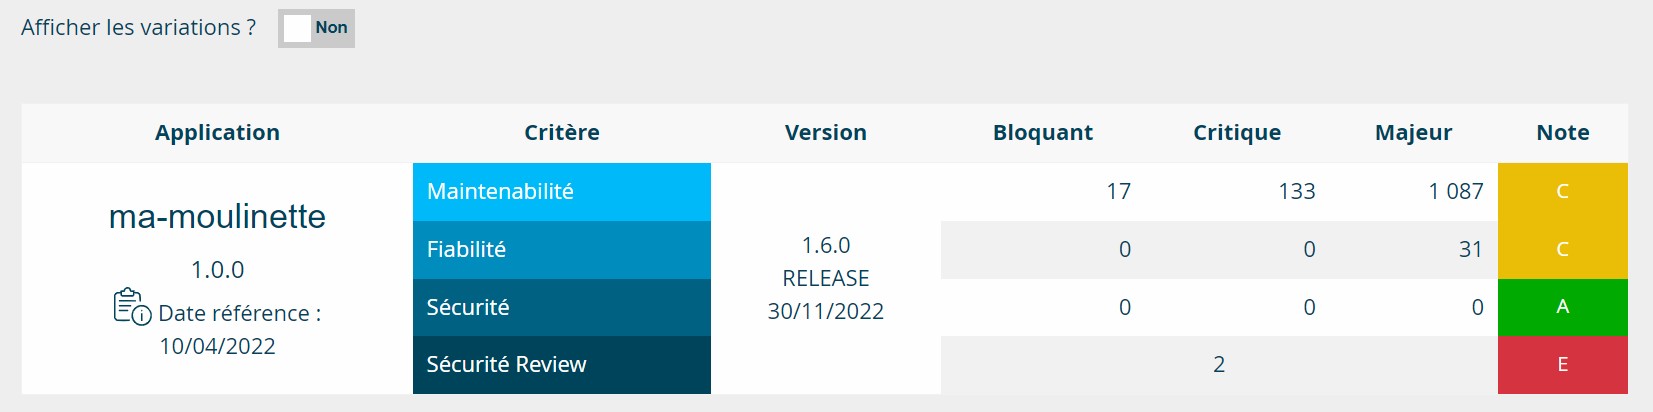 Afficher les variations ? Non
Application Critère Version Bloquant Critique Majeur Note
ma-moulinette
1.0.0
Date référence :
10/04/2022
Maintenabilité 17 133 1 087 C
Fiabilité 0 0 31 C
Sécurité 0 0 0 A
Sécurité Review 2 E
1.6.0
RELEASE
30/11/2022